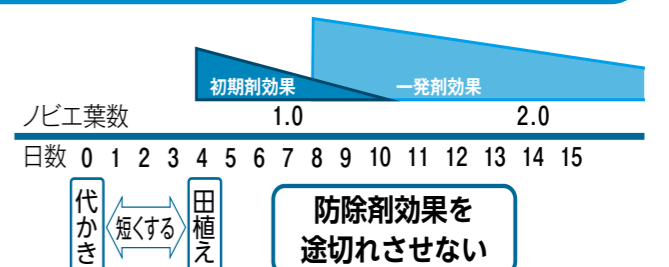 初期剤効果 一発剤効果
ノビエ葉数 1.0 2.0
日数 0 1 2 3 4 5 6 7 8 9 10 11 12 13 14 15
代かき 短くする 田植え
防除剤効果を
途切れさせない